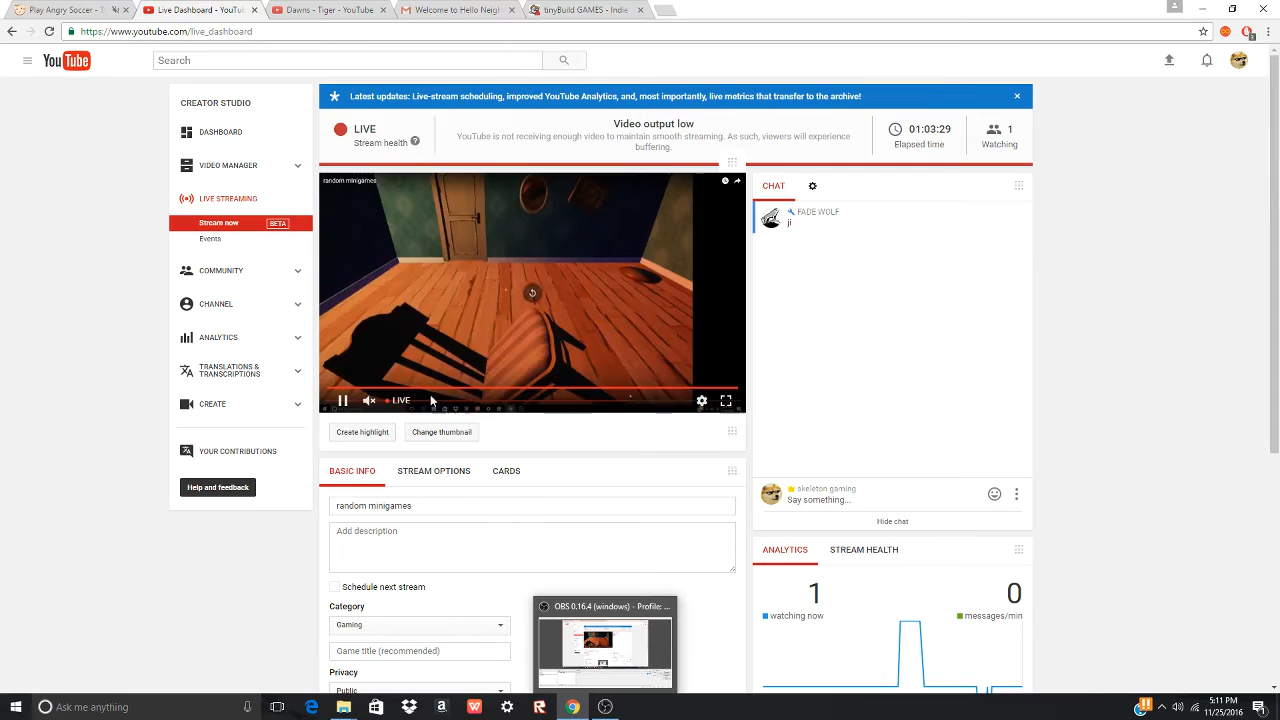 Play Angry Soccer - T
Live Dashboard - YouTu
Dawns - Tiger - YouTub
Welcome to Hello Neigh
tinyBuild GAMES - Indie
https://www.youtube.com/live_dashboard
YouTube
Search
CREATOR STUDIO
DASHBOARD
VIDEO MANAGER
LIVE STREAMING
Stream now BETA
Events
COMMUNITY
CHANNEL
ANALYTICS
TRANSLATIONS &
TRANSCRIPTIONS
CREATE
YOUR CONTRIBUTIONS
Help and feedback
Latest updates: Live-stream scheduling, improved YouTube Analytics, and, most importantly, live metrics that transfer to the archive!
LIVE
Stream health
Video output low
YouTube is not receiving enough video to maintain smooth streaming. As such, viewers will experience
buffering.
01:03:29
Elapsed time
1
Watching
random minigames
LIVE
Create highlight
Change thumbnail
BASIC INFO
STREAM OPTIONS
CARDS
random minigames
Add description
Schedule next stream
Category
Gaming
Game title (recommended)
Privacy
Public
CHAT
FADE WOLF
ji
skeleton gaming
Say something...
Hide chat
ANALYTICS
STREAM HEALTH
1
watching now
0
messages/min
OBS 0.16.4 (windows) - Profile: ...
Ask me anything
5:11 PM
11/25/2016